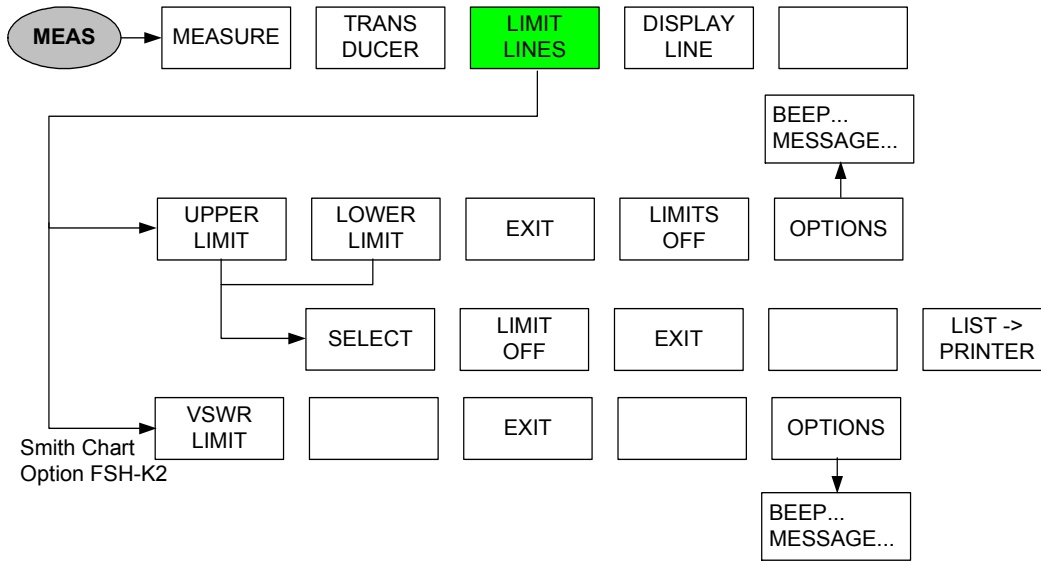 MEAS
MEASURE
TRANS
DUCER
LIMIT
LINES
DISPLAY
LINE
BEEP...
MESSAGE...
UPPER
LIMIT
LOWER
LIMIT
EXIT
LIMITS
OFF
OPTIONS
SELECT
LIMIT
OFF
EXIT
LIST ->
PRINTER
VSWR
LIMIT
EXIT
OPTIONS
Smith Chart
Option FSH-K2
BEEP...
MESSAGE...